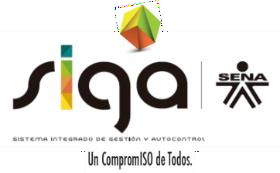 siga
SENA
SISTEMA INTEGRADO DE GESTIÓN Y AUTOCONTROL
Un CompromISO de Todos.